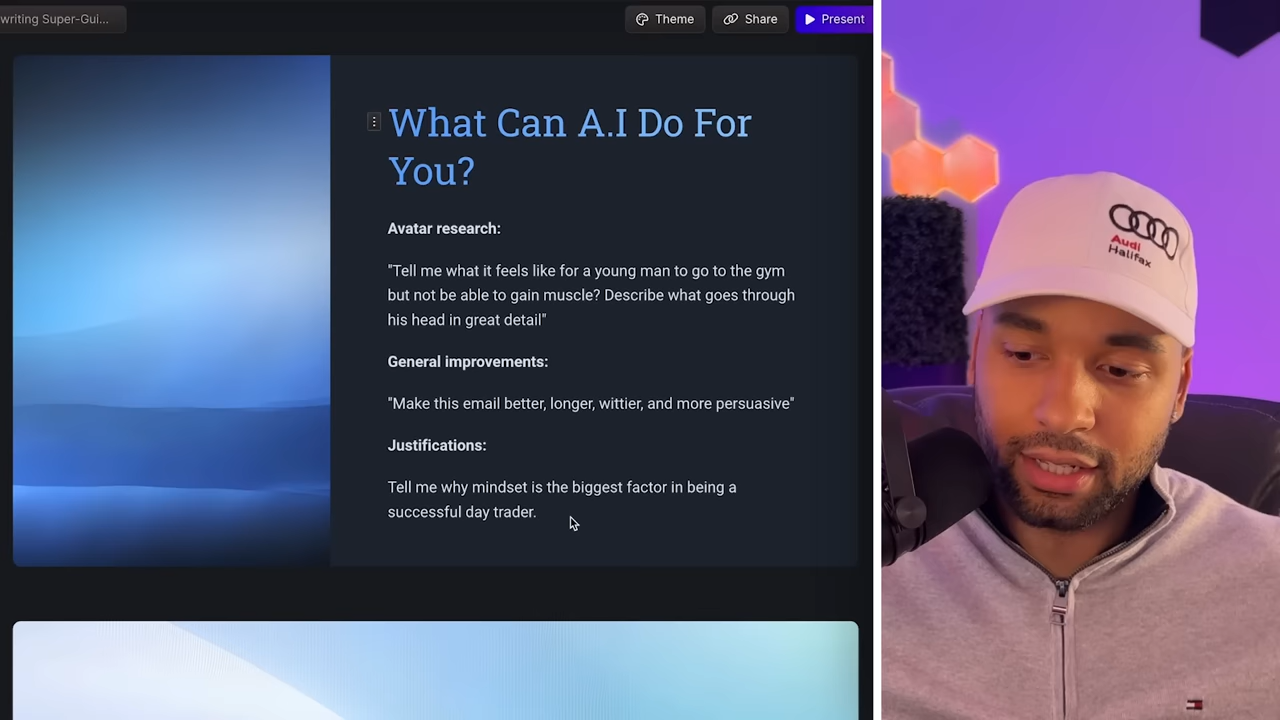 writing Super-Gui...
Theme
Share
Present
What Can A.I Do For
You?
Avatar research:
"Tell me what it feels like for a young man to go to the gym
but not be able to gain muscle? Describe what goes through
his head in great detail"
General improvements:
"Make this email better, longer, wittier, and more persuasive"
Justifications:
Tell me why mindset is the biggest factor in being a
successful day trader.
Audi
Halifax